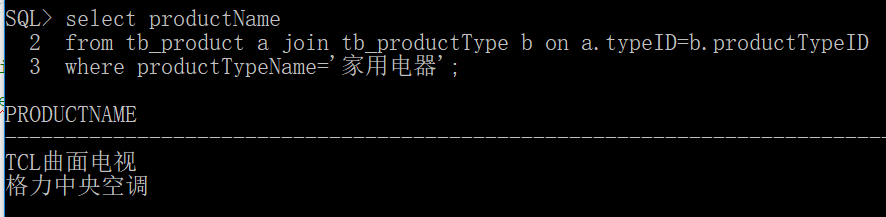 SQL> select productName
2 from tb_product a join tb_productType b on a.typeID=b.productTypeID
3 where productTypeName='家用电器';
PRODUCTNAME
--------------------------------------------------------------------------------
TCL曲面电视
格力中央空调